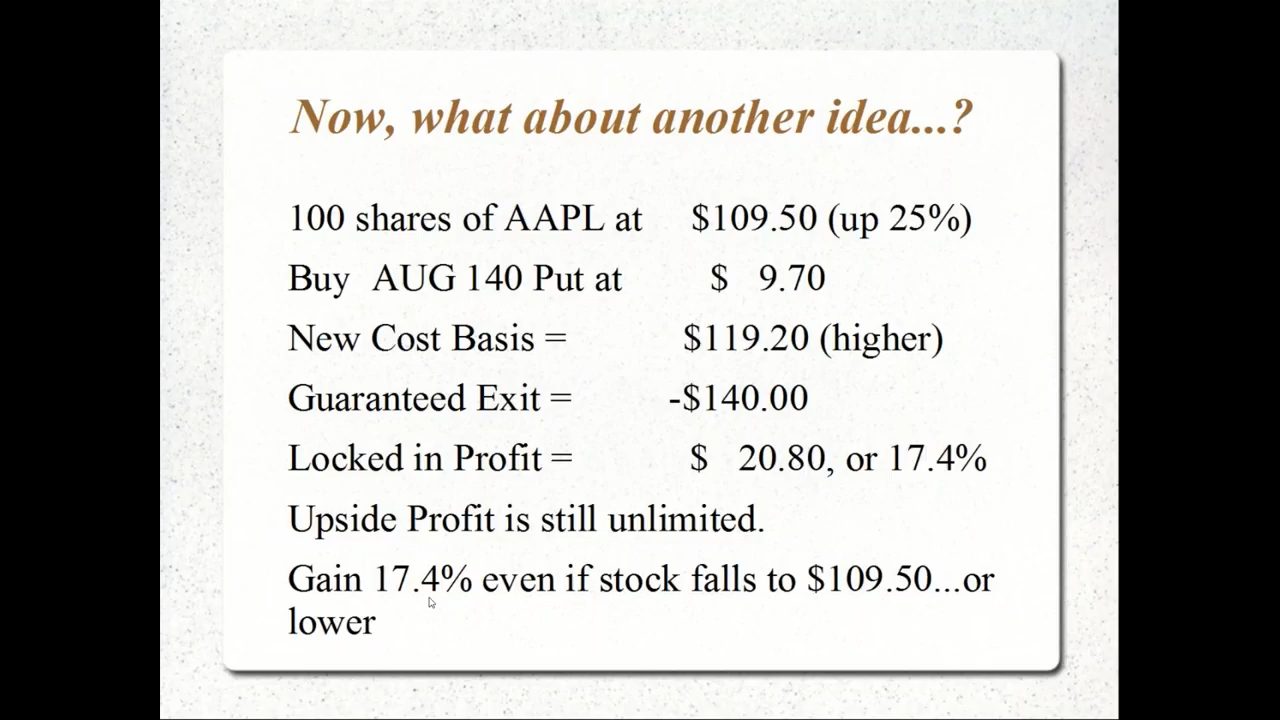 Now, what about another idea...?
100 shares of AAPL at $109.50 (up 25%)
Buy AUG 140 Put at $ 9.70
New Cost Basis = $119.20 (higher)
Guaranteed Exit = -$140.00
Locked in Profit = $ 20.80, or 17.4%
Upside Profit is still unlimited.
Gain 17.4% even if stock falls to $109.50...or
lower